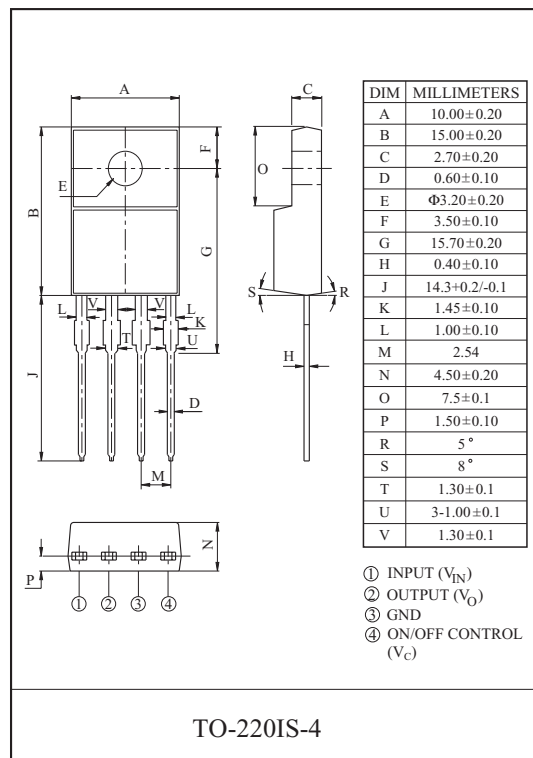 A
C
F
O
E
B
G
S
R
L
V
V
L
K
T
U
J
H
D
M
N
P
① ② ③ ④
DIM MILLIMETERS
A 10.00±0.20
B 15.00±0.20
C 2.70±0.20
D 0.60±0.10
E Φ3.20±0.20
F 3.50±0.10
G 15.70±0.20
H 0.40±0.10
J 14.3+0.2/-0.1
K 1.45±0.10
L 1.00±0.10
M 2.54
N 4.50±0.20
O 7.5±0.1
P 1.50±0.10
R 5°
S 8°
T 1.30±0.1
U 3-1.00±0.1
V 1.30±0.1
① INPUT (VIN)
② OUTPUT (VO)
③ GND
④ ON/OFF CONTROL
(VC)
TO-220IS-4